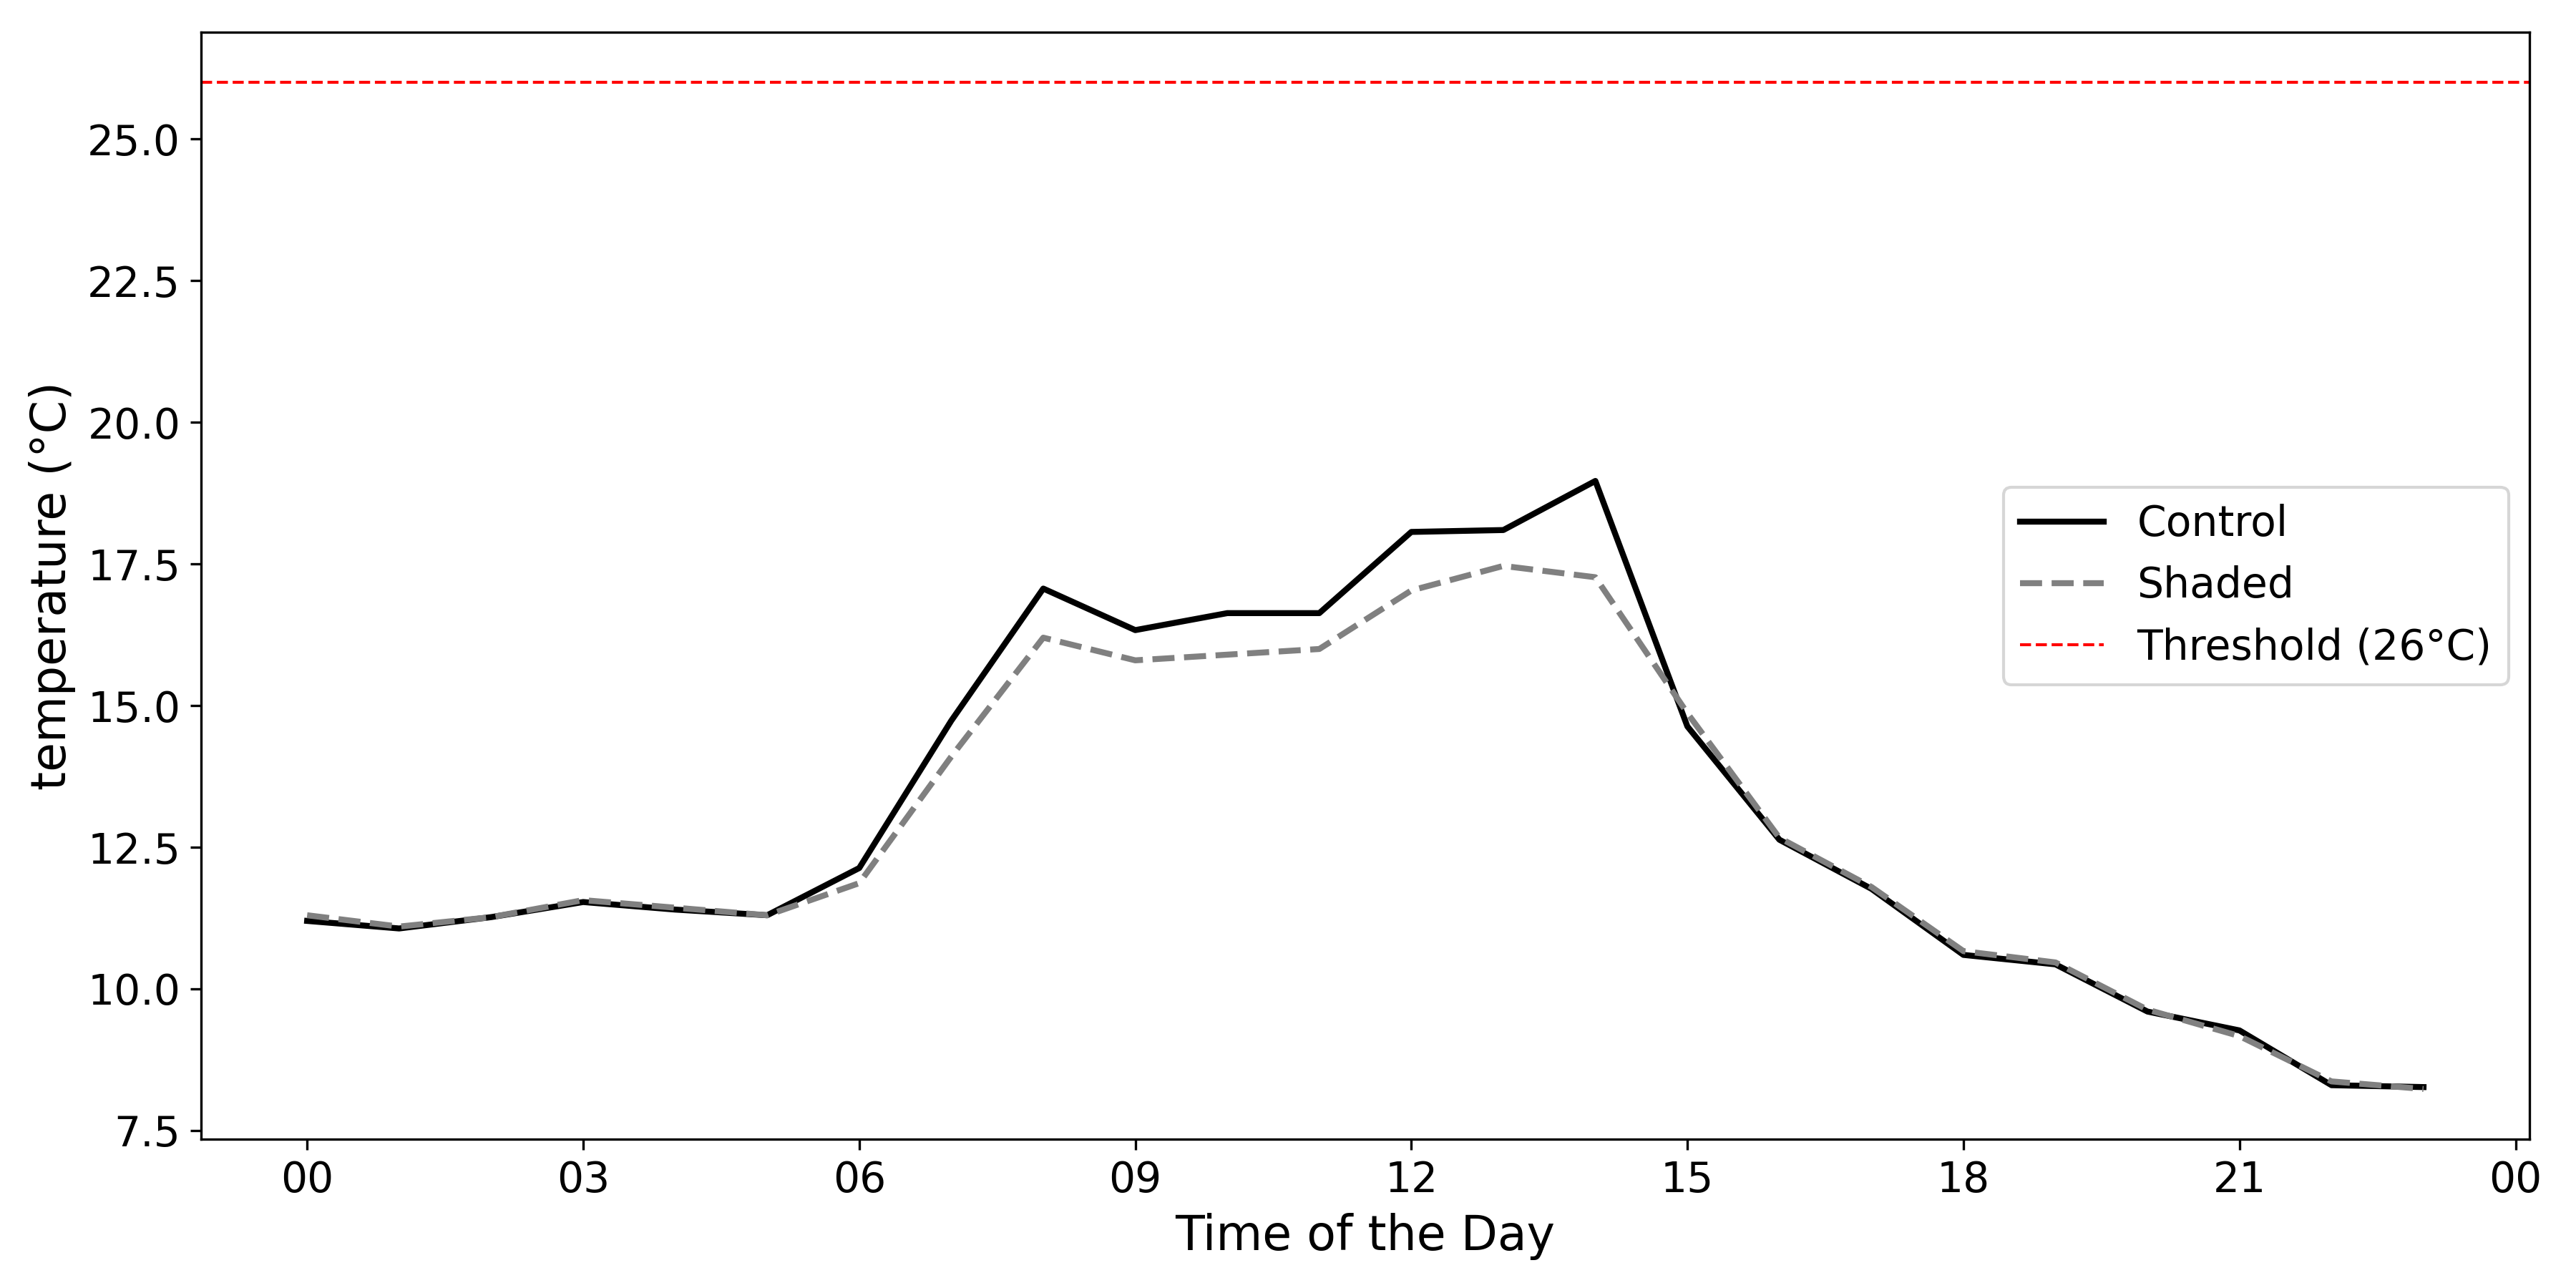 25.0
22.5
20.0
17.5
15.0
12.5
10.0
7.5
temperature (°C)
00 03 06 09 12 15 18 21 00
Time of the Day
Control
Shaded
Threshold (26°C)